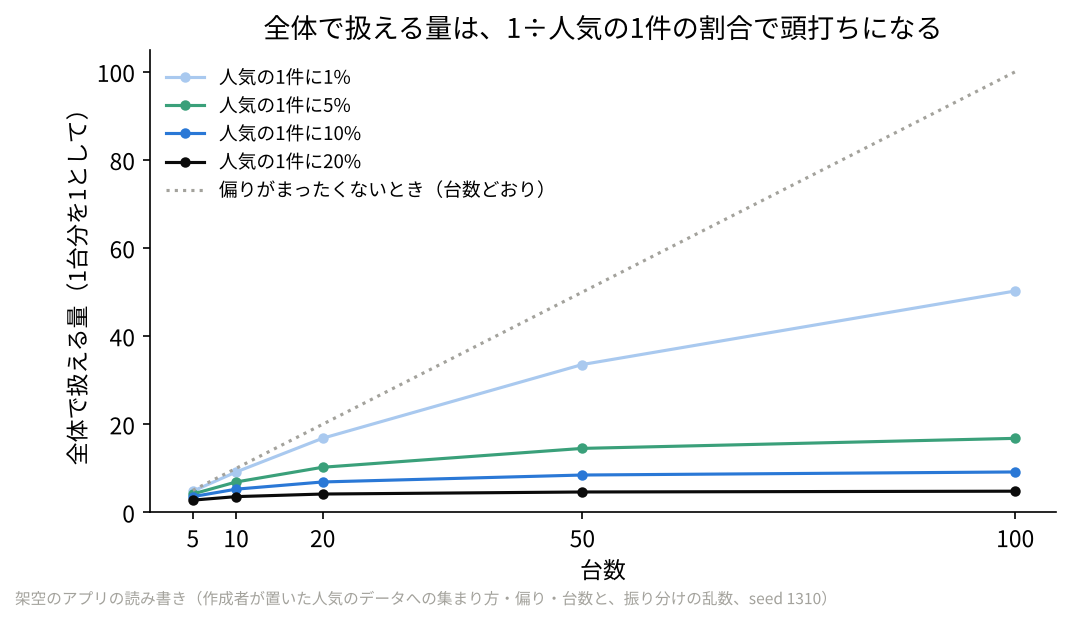 全体で扱える量は、1÷人気の1件の割合で頭打ちになる
全体で扱える量（1台分を1として）
100
80
60
40
20
0
人気の1件に1%
人気の1件に5%
人気の1件に10%
人気の1件に20%
偏りがまったくないとき（台数どおり）
5 10 20 50 100
台数
架空のアプリの読み書き（作成者が置いた人気のデータへの集まり方・偏り・台数と、振り分けの乱数、seed 1310）